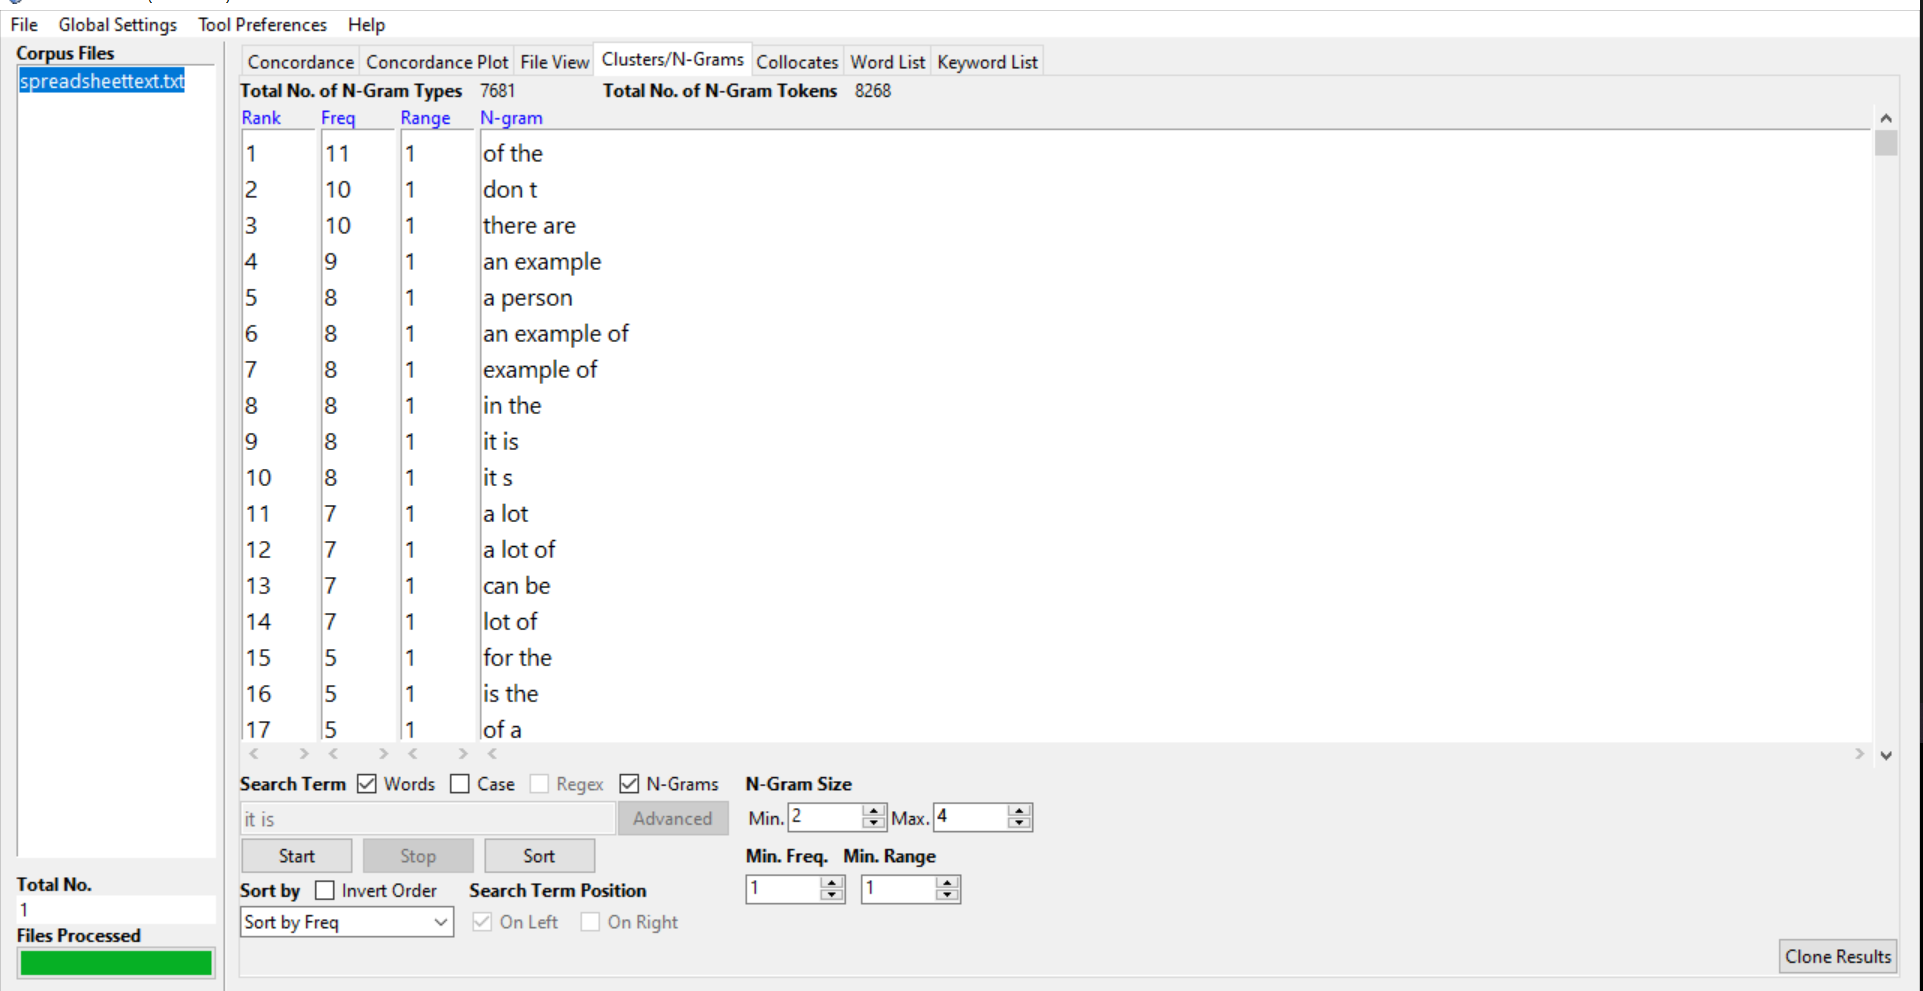 File Global Settings Tool Preferences Help
Corpus Files
spreadsheettext.txt
Concordance Concordance Plot File View Clusters/N-Grams Collocates Word List Keyword List
Total No. of N-Gram Types 7681 Total No. of N-Gram Tokens 8268
Rank Freq Range N-gram
1 11 1 of the
2 10 1 don t
3 10 1 there are
4 9 1 an example
5 8 1 a person
6 8 1 an example of
7 8 1 example of
8 8 1 in the
9 8 1 it is
10 8 1 it s
11 7 1 a lot
12 7 1 a lot of
13 7 1 can be
14 7 1 lot of
15 5 1 for the
16 5 1 is the
17 5 1 of a
Search Term Words Case Regex N-Grams N-Gram Size
it is Advanced Min. 2 Max. 4
Start Stop Sort Min. Freq. Min. Range
Sort by Invert Order Search Term Position 1 1
Sort by Freq On Left On Right
Total No.
1
Files Processed
Clone Results